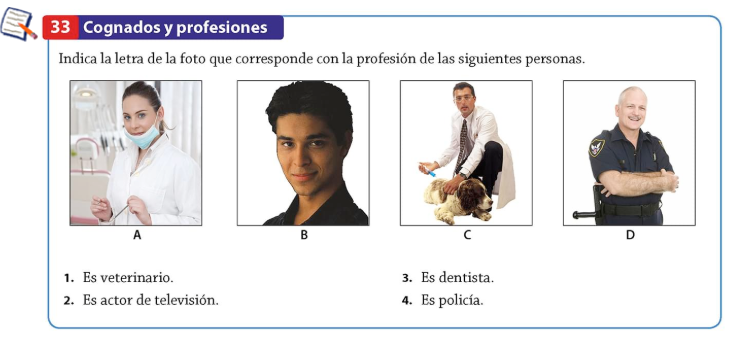 33 Cognados y profesiones
Indica la letra de la foto que corresponde con la profesión de las siguientes personas.
A B C D
1. Es veterinario.
2. Es actor de televisión.
3. Es dentista.
4. Es policía.